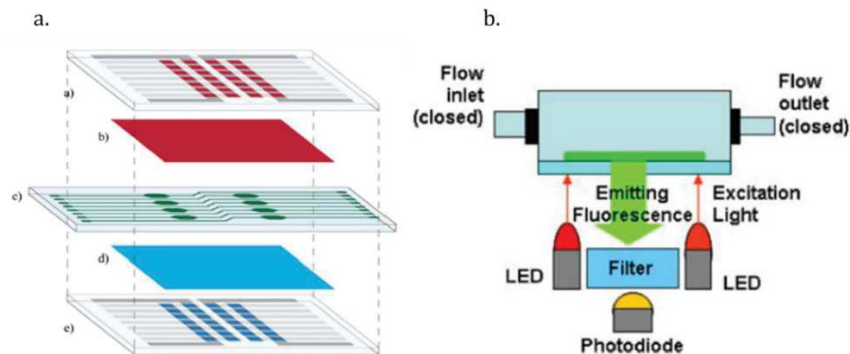 a.
b.
a)
b)
c)
d)
e)
Flow
inlet
(closed)
Flow
outlet
(closed)
Emitting
Fluorescence
Excitation
Light
LED
Filter
LED
Photodiode